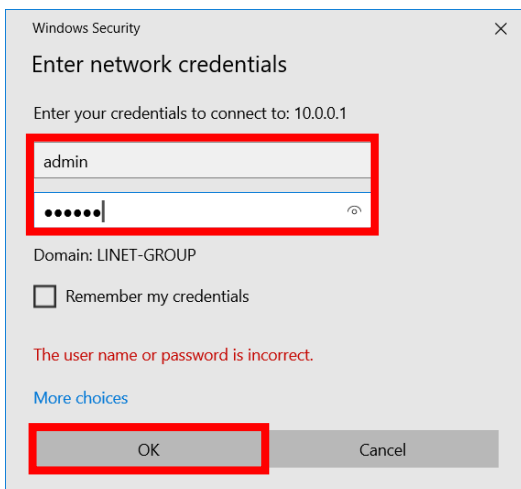 Windows Security
Enter network credentials
Enter your credentials to connect to: 10.0.0.1
admin
●●●●●●
Domain: LINET-GROUP
Remember my credentials
The user name or password is incorrect.
More choices
OK
Cancel